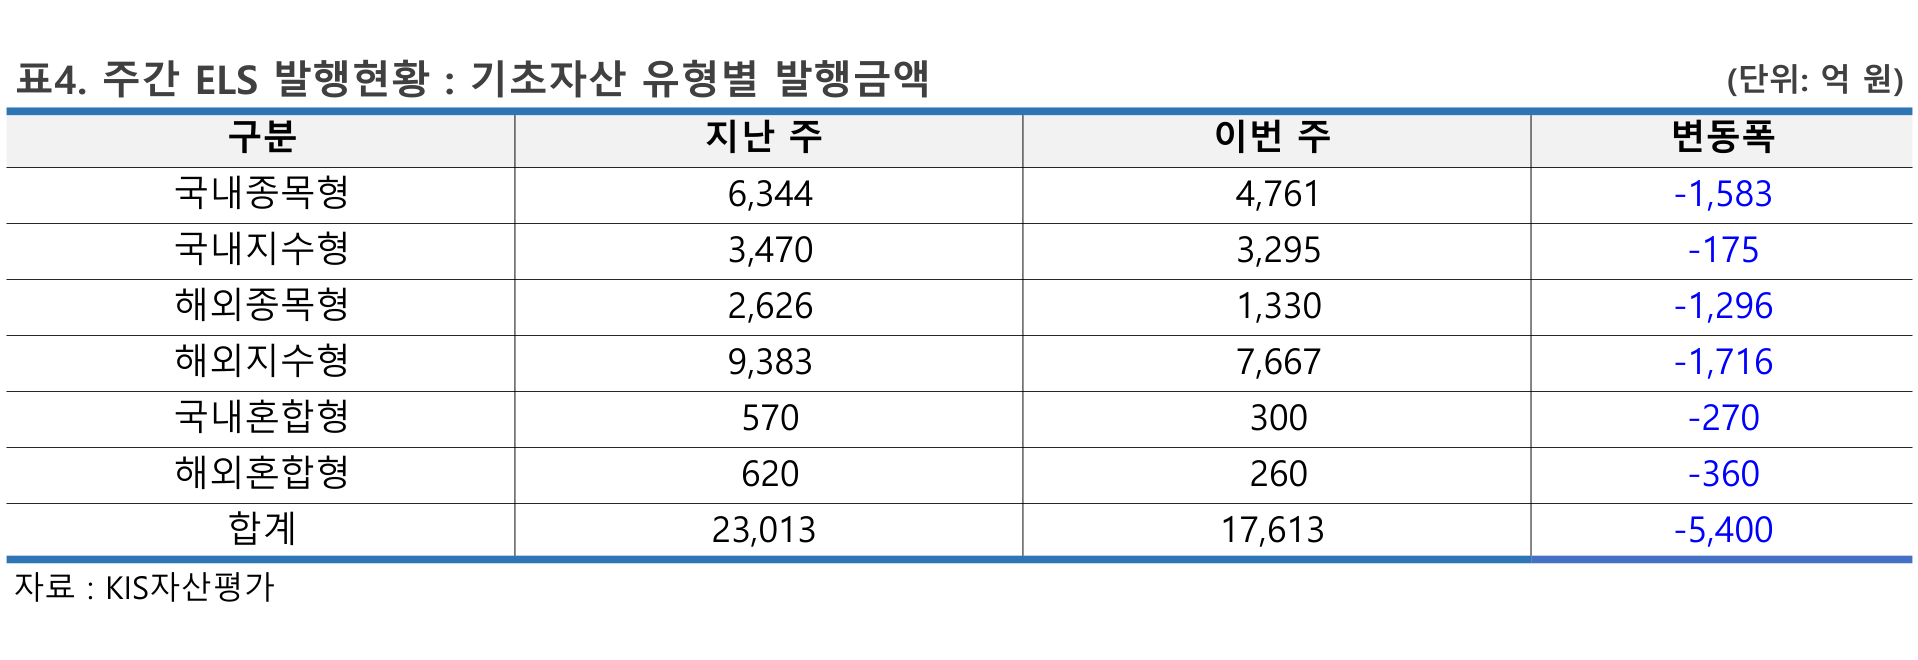 표4. 주간 ELS 발행현황 : 기초자산 유형별 발행금액 (단위: 억 원)
구분 지난 주 이번 주 변동폭
국내종목형 6,344 4,761 -1,583
국내지수형 3,470 3,295 -175
해외종목형 2,626 1,330 -1,296
해외지수형 9,383 7,667 -1,716
국내혼합형 570 300 -270
해외혼합형 620 260 -360
합계 23,013 17,613 -5,400
자료 : KIS자산평가